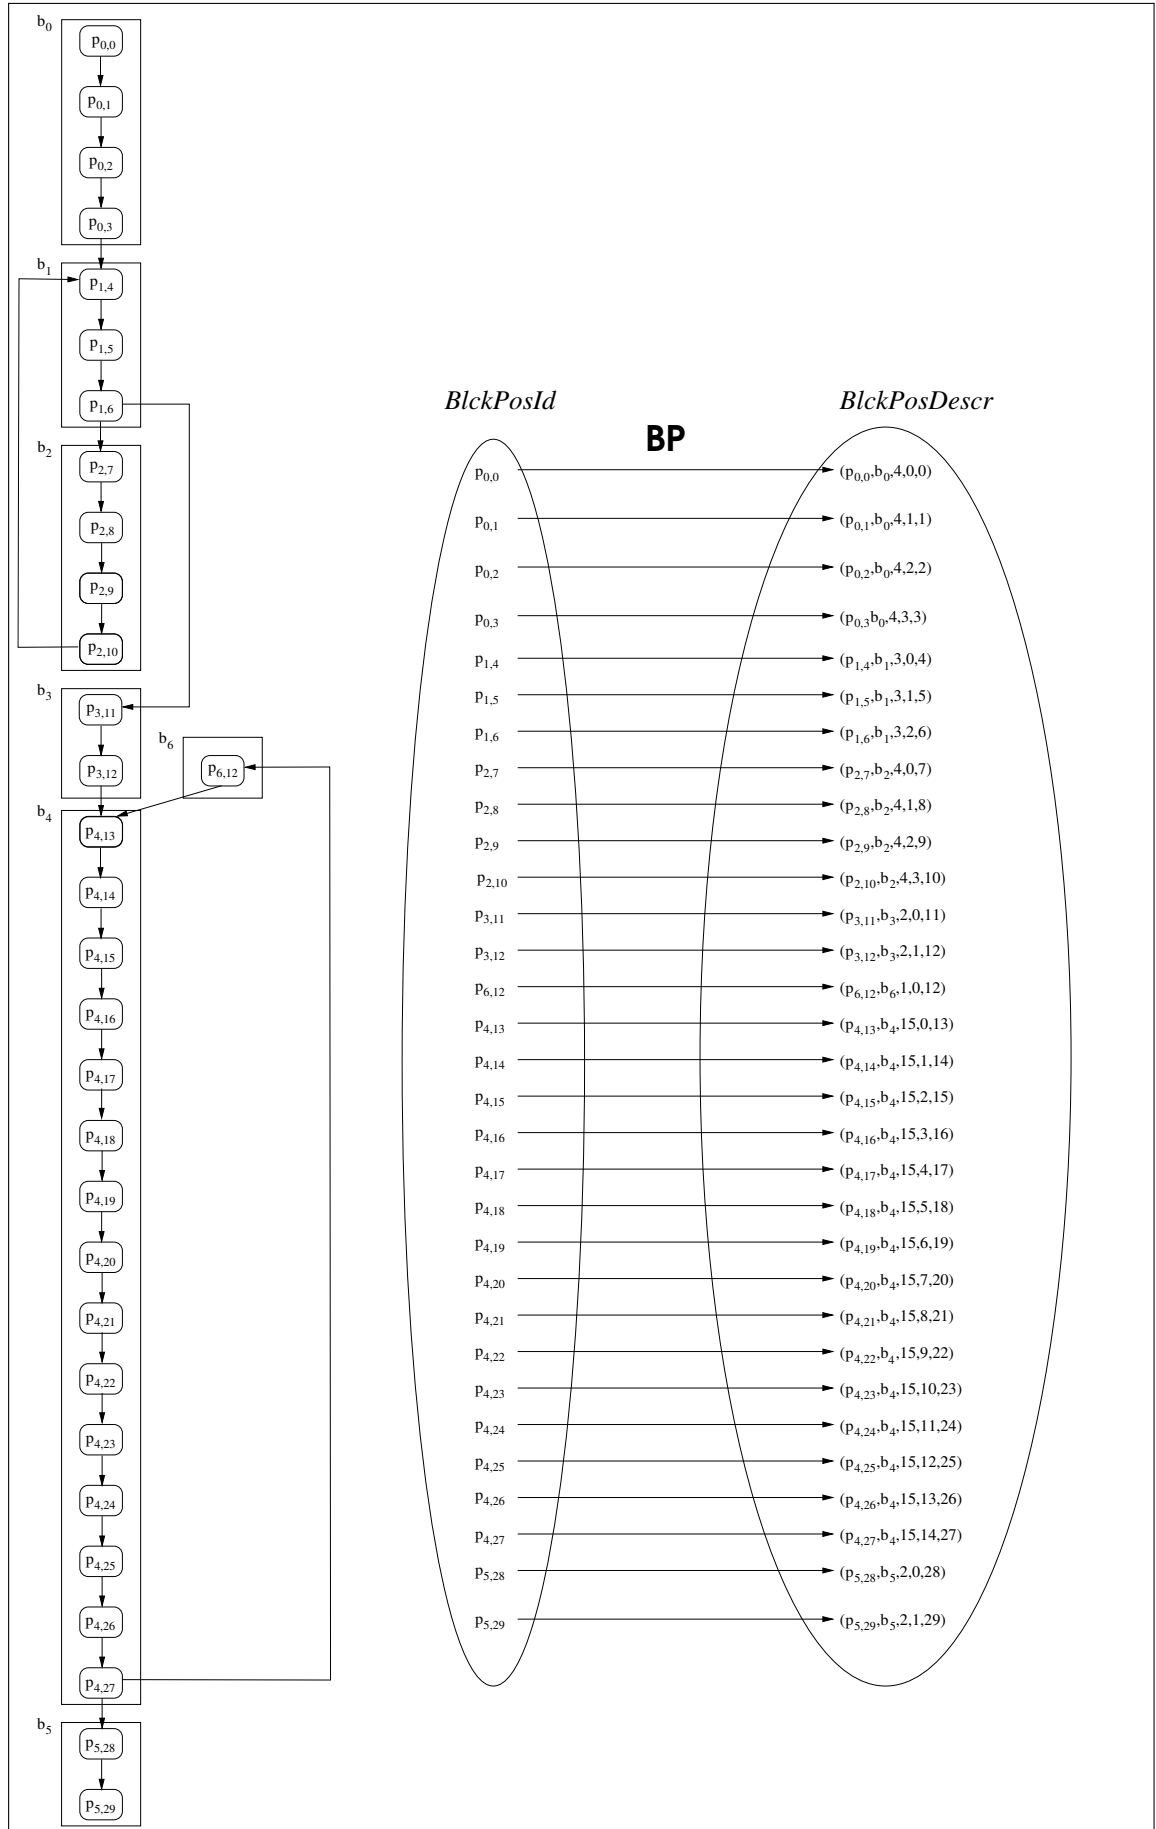 b0
p0,0
p0,1
p0,2
p0,3
b1
p1,4
p1,5
p1,6
b2
p2,7
p2,8
p2,9
p2,10
b3
p3,11
p3,12
b6
p6,12
b4
p4,13
p4,14
p4,15
p4,16
p4,17
p4,18
p4,19
p4,20
p4,21
p4,22
p4,23
p4,24
p4,25
p4,26
p4,27
b5
p5,28
p5,29
BlckPosId
BP
BlckPosDescr
p0,0 (p0,0,b0,4,0,0)
p0,1 (p0,1,b0,4,1,1)
p0,2 (p0,2,b0,4,2,2)
p0,3 (p0,3b0,4,3,3)
p1,4 (p1,4,b1,3,0,4)
p1,5 (p1,5,b1,3,1,5)
p1,6 (p1,6,b1,3,2,6)
p2,7 (p2,7,b2,4,0,7)
p2,8 (p2,8,b2,4,1,8)
p2,9 (p2,9,b2,4,2,9)
p2,10 (p2,10,b2,4,3,10)
p3,11 (p3,11,b3,2,0,11)
p3,12 (p3,12,b3,2,1,12)
p6,12 (p6,12,b6,1,0,12)
p4,13 (p4,13,b4,15,0,13)
p4,14 (p4,14,b4,15,1,14)
p4,15 (p4,15,b4,15,2,15)
p4,16 (p4,16,b4,15,3,16)
p4,17 (p4,17,b4,15,4,17)
p4,18 (p4,18,b4,15,5,18)
p4,19 (p4,19,b4,15,6,19)
p4,20 (p4,20,b4,15,7,20)
p4,21 (p4,21,b4,15,8,21)
p4,22 (p4,22,b4,15,9,22)
p4,23 (p4,23,b4,15,10,23)
p4,24 (p4,24,b4,15,11,24)
p4,25 (p4,25,b4,15,12,25)
p4,26 (p4,26,b4,15,13,26)
p4,27 (p4,27,b4,15,14,27)
p5,28 (p5,28,b5,2,0,28)
p5,29 (p5,29,b5,2,1,29)